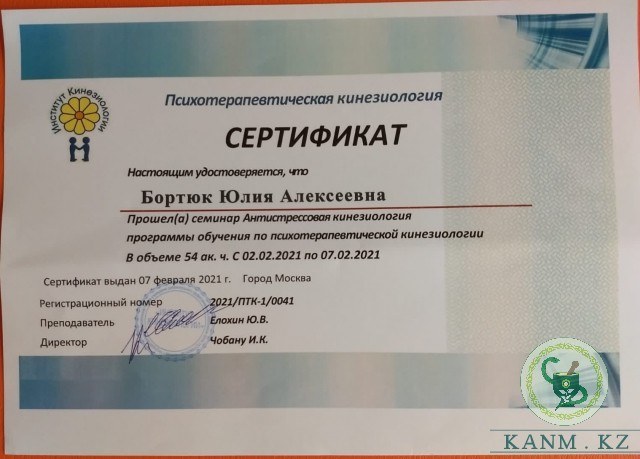 Институт Кинезиологии
Психотерапевтическая кинезиология
СЕРТИФИКАТ
Настоящим удостоверяется, что
Бортюк Юлия Алексеевна
Прошел(а) семинар Антистрессовая кинезиология
программы обучения по психотерапевтической кинезиологии
В объеме 54 ак. ч. С 02.02.2021 по 07.02.2021
Сертификат выдан 07 февраля 2021 г. Город Москва
Регистрационный номер 2021/ПТК-1/0041
Преподаватель Елохин Ю.В.
Директор Чобану И.К.
KANM.KZ